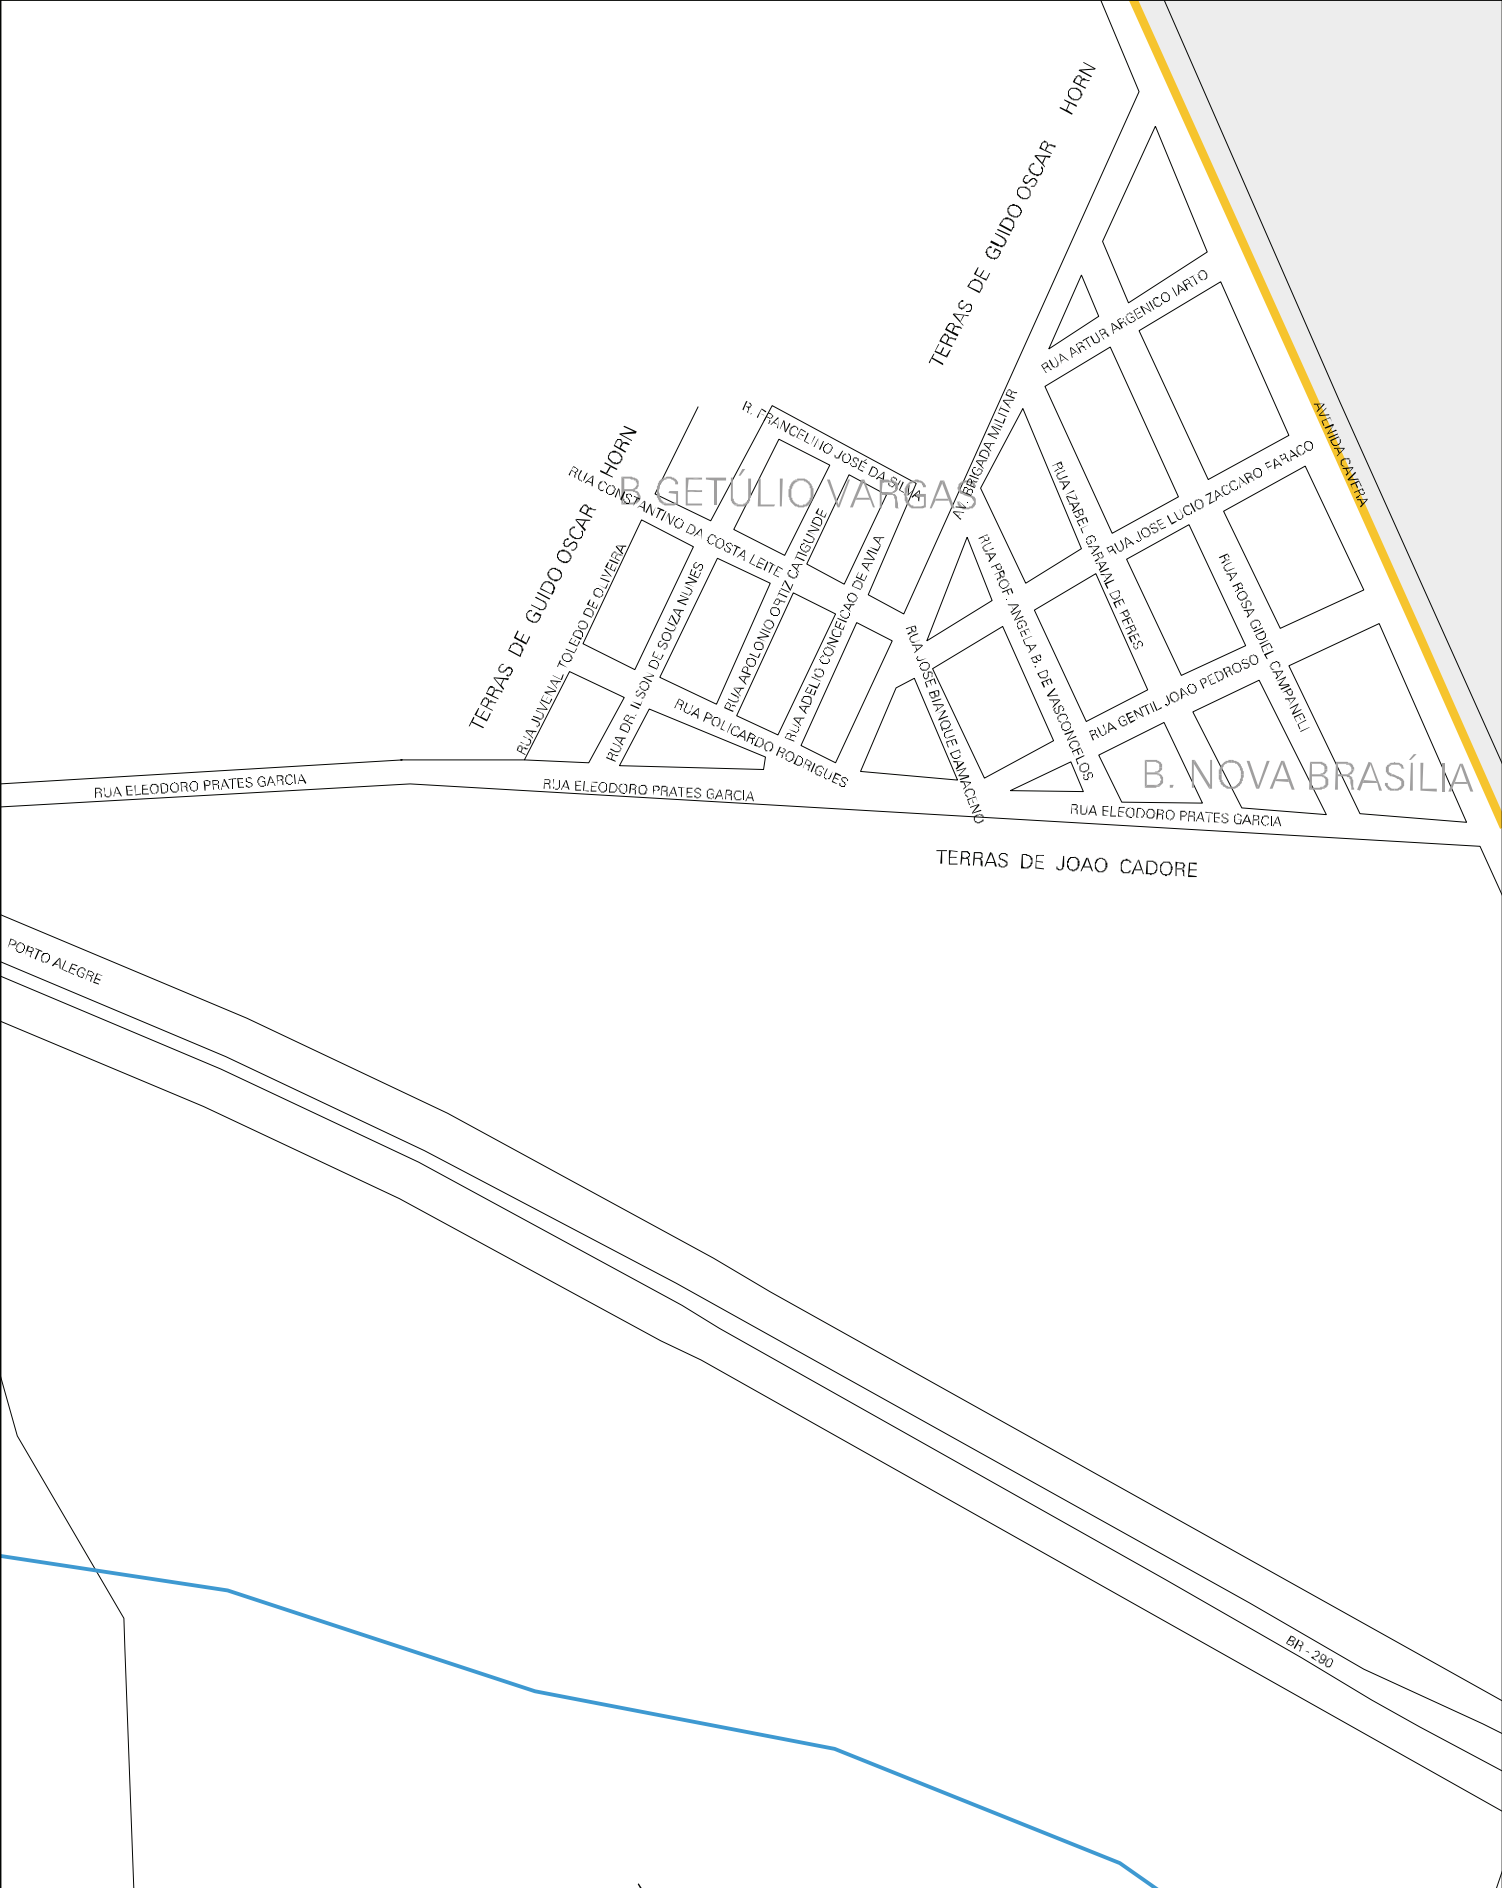 TERRAS DE GUIDO OSCAR HORN
RUA ARTUR ARGENICO IARTO
AVENIDA CAVERA
AV. BRIGADA MILITAR
R. FRANCELINO JOSÉ DA SILVA
TERRAS DE GUIDO OSCAR HORN
B.GETÚLIO VARGAS
RUA CONSTANTINO DA COSTA LEITE
RUA IZABEL GARAIAL DE PERES
RUA JOSE LUCIO ZACCARO FARACO
RUA JUVENAL TOLEDO DE OLIVEIRA
RUA DR. ILSON DE SOUZA NUNES
RUA APOLONIO ORTIZ CATIGUNDE
RUA ADELIO CONCEICAO DE AVILA
RUA PROF. ANGELA B. DE VASCONCELOS
RUA ROSA GIDIEL CAMPANELI
RUA JOSE BIANQUE DAMACENO
RUA GENTIL JOAO PEDROSO
RUA POLICARDO RODRIGUES
B. NOVA BRASÍLIA
RUA ELEODORO PRATES GARCIA
RUA ELEODORO PRATES GARCIA
RUA ELEODORO PRATES GARCIA
TERRAS DE JOAO CADORE
PORTO ALEGRE
BR - 290